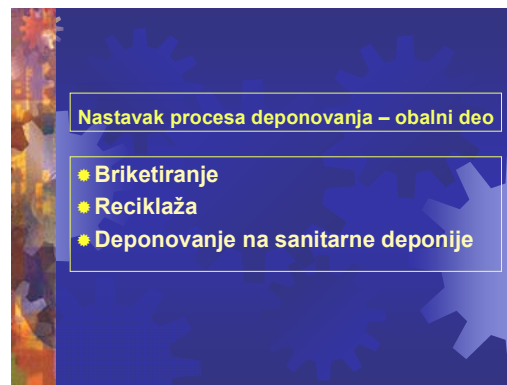 Nastavak procesa deponovanja – obalni deo
Briketiranje
Reciklaža
Deponovanje na sanitarne deponije